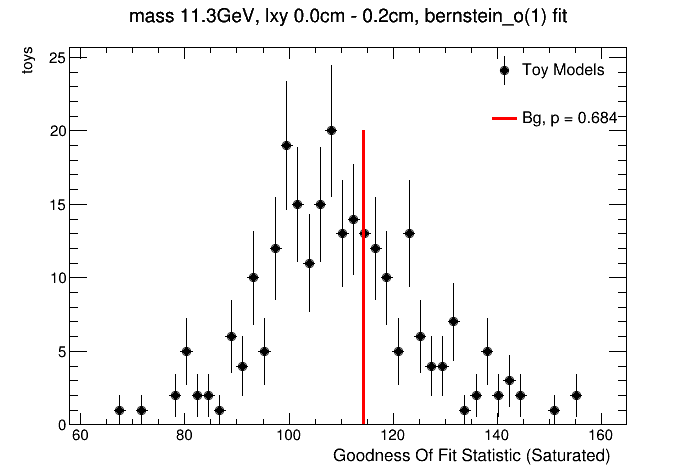 mass 11.3GeV, lxy 0.0cm - 0.2cm, bernstein_o(1) fit
toys
25
20
15
10
5
0
Toy Models
Bg, p = 0.684
60 80 100 120 140 160
Goodness Of Fit Statistic (Saturated)